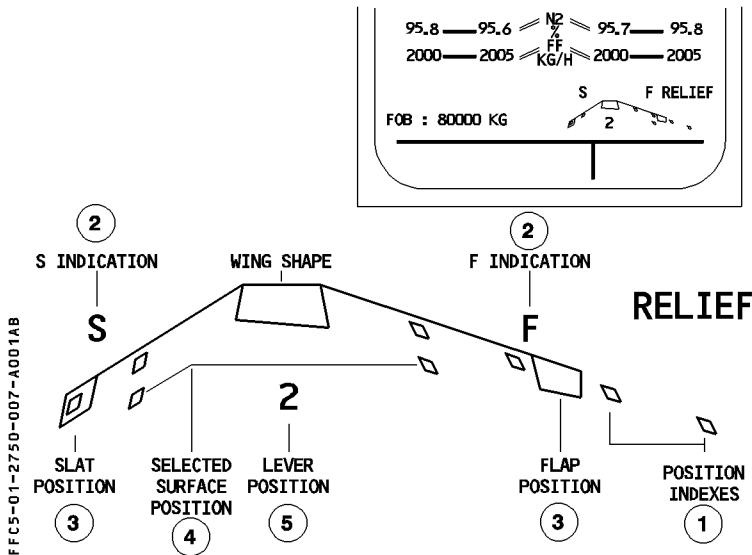 95.8 95.6 N2 95.7 95.8
%
2000 2005 FF 2000 2005
KG/H
S F RELIEF
FOB : 80000 KG
2
2 2
S INDICATION WING SHAPE F INDICATION
S F RELIEF
2
SLAT POSITION
SELECTED SURFACE POSITION
LEVER POSITION
FLAP POSITION
POSITION INDEXES
3 4 5 3 1
FFC5-01-2750-007-A001AB